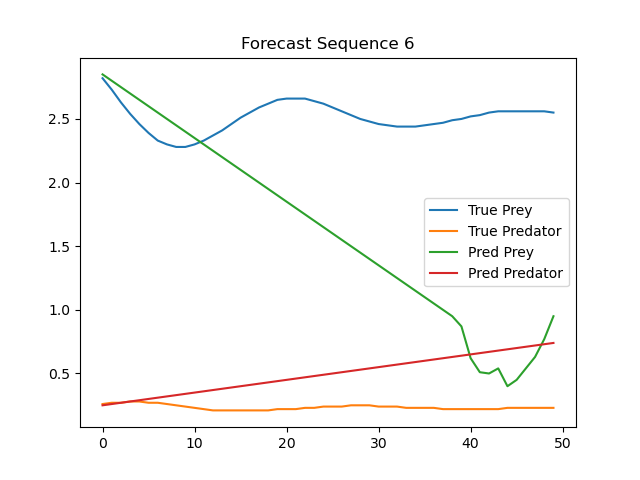 Forecast Sequence 6
2.5
2.0
1.5
1.0
0.5
True Prey
True Predator
Pred Prey
Pred Predator
0 10 20 30 40 50